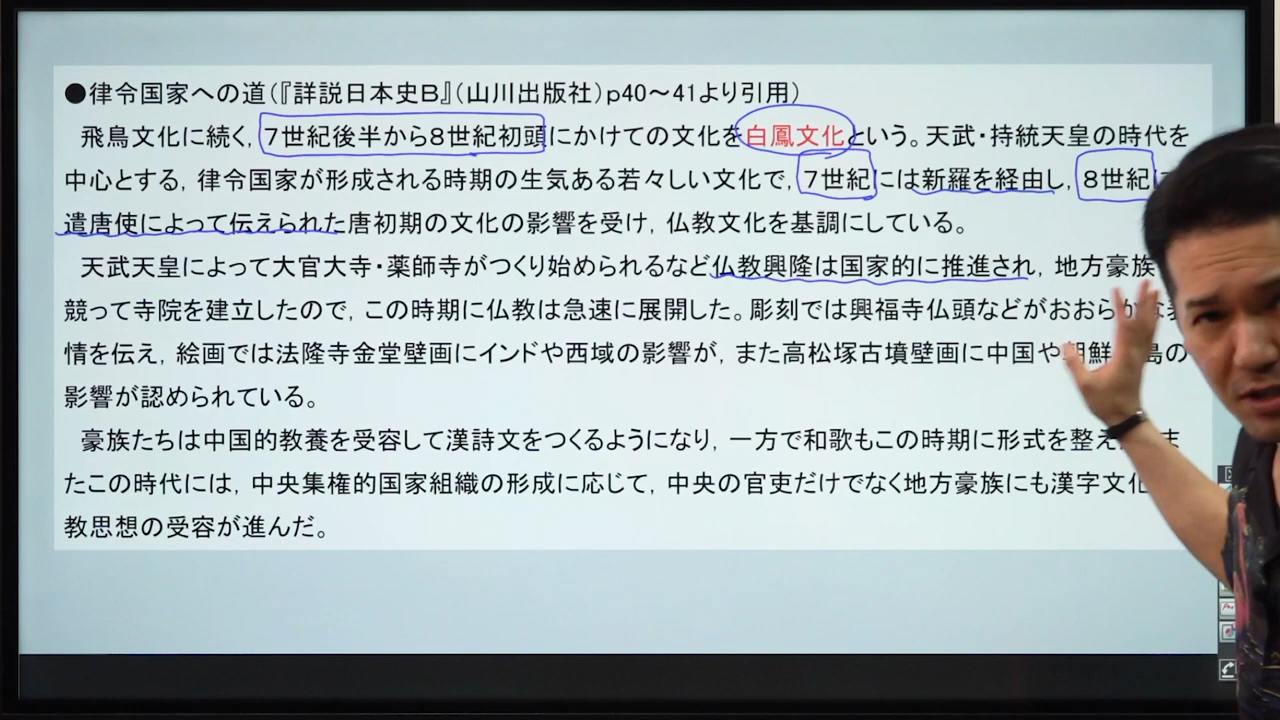 ●律令国家への道(『詳説日本史B』(山川出版社)p40～41より引用)
飛鳥文化に続く，7世紀後半から8世紀初頭にかけての文化を白鳳文化という。天武・持統天皇の時代を
中心とする，律令国家が形成される時期の生気ある若々しい文化で，7世紀には新羅を経由し，8世紀に
遣唐使によって伝えられた唐初期の文化の影響を受け，仏教文化を基調にしている。
天武天皇によって大官大寺・薬師寺がつくり始められるなど仏教興隆は国家的に推進され，地方豪族
競って寺院を建立したので，この時期に仏教は急速に展開した。彫刻では興福寺仏頭などがおおらかな表
情を伝え，絵画では法隆寺金堂壁画にインドや西域の影響が，また高松塚古墳壁画に中国や朝鮮島の
影響が認められている。
豪族たちは中国的教養を受容して漢詩文をつくるようになり，一方で和歌もこの時期に形式を整えま
たこの時代には，中央集権的国家組織の形成に応じて，中央の官吏だけでなく地方豪族にも漢字文化
教思想の受容が進んだ。